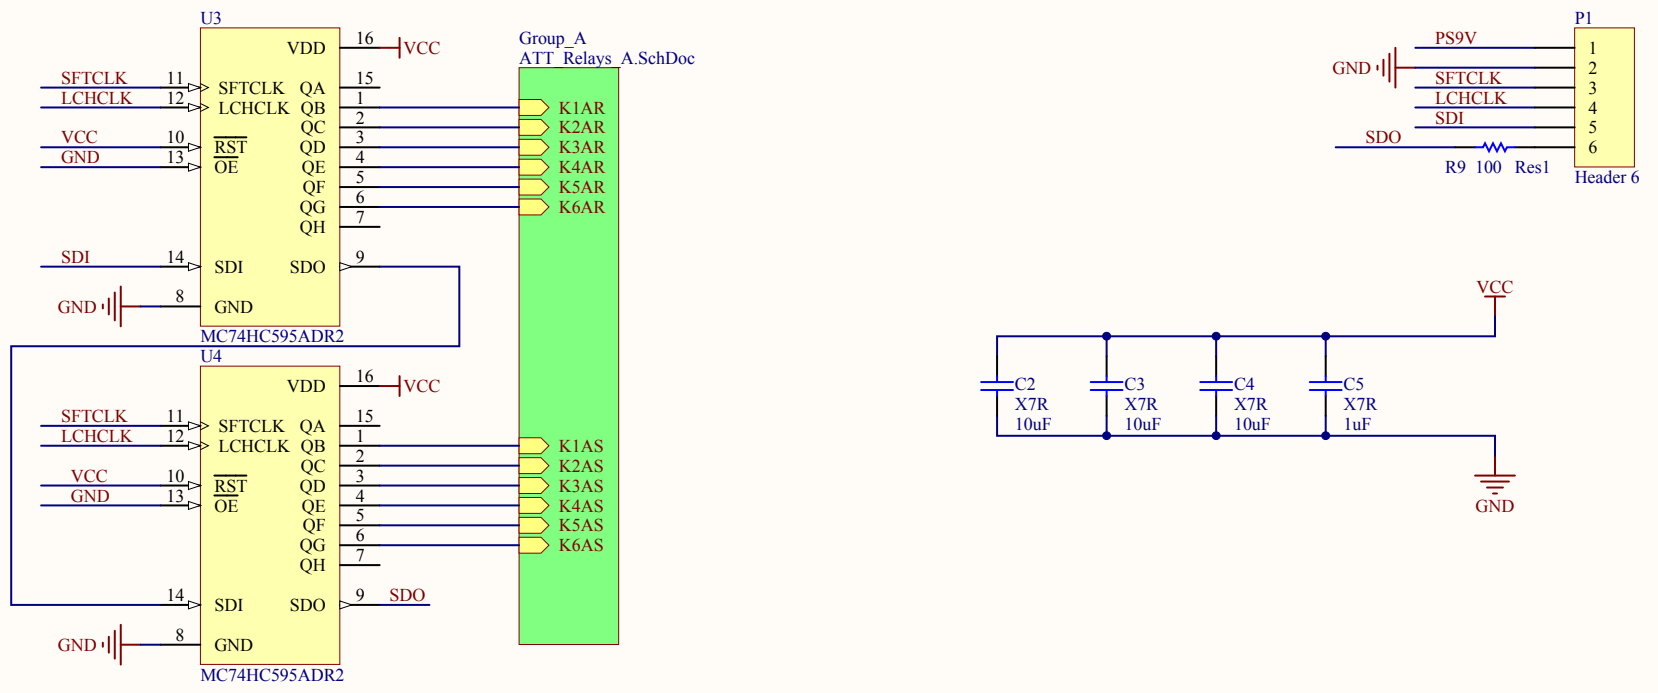 U3
VDD 16 VCC
SFTCLK 11 SFTCLK QA 15
LCHCLK 12 LCHCLK QB 1
QC 2
VCC 10 RST QD 3
GND 13 OE QE 4
QF 5
QG 6
QH 7
SDI 14 SDI SDO 9
GND 8 GND
MC74HC595ADR2
U4
VDD 16 VCC
SFTCLK 11 SFTCLK QA 15
LCHCLK 12 LCHCLK QB 1
QC 2
VCC 10 RST QD 3
GND 13 OE QE 4
QF 5
QG 6
QH 7
14 SDI SDO 9 SDO
GND 8 GND
MC74HC595ADR2
Group_A
ATT_Relays_A.SchDoc
K1AR
K2AR
K3AR
K4AR
K5AR
K6AR
K1AS
K2AS
K3AS
K4AS
K5AS
K6AS
P1
PS9V 1
GND 2
SFTCLK 3
LCHCLK 4
SDI 5
SDO 6
R9 100 Res1
Header 6
VCC
C2 C3 C4 C5
X7R X7R X7R X7R
10uF 10uF 10uF 1uF
GND